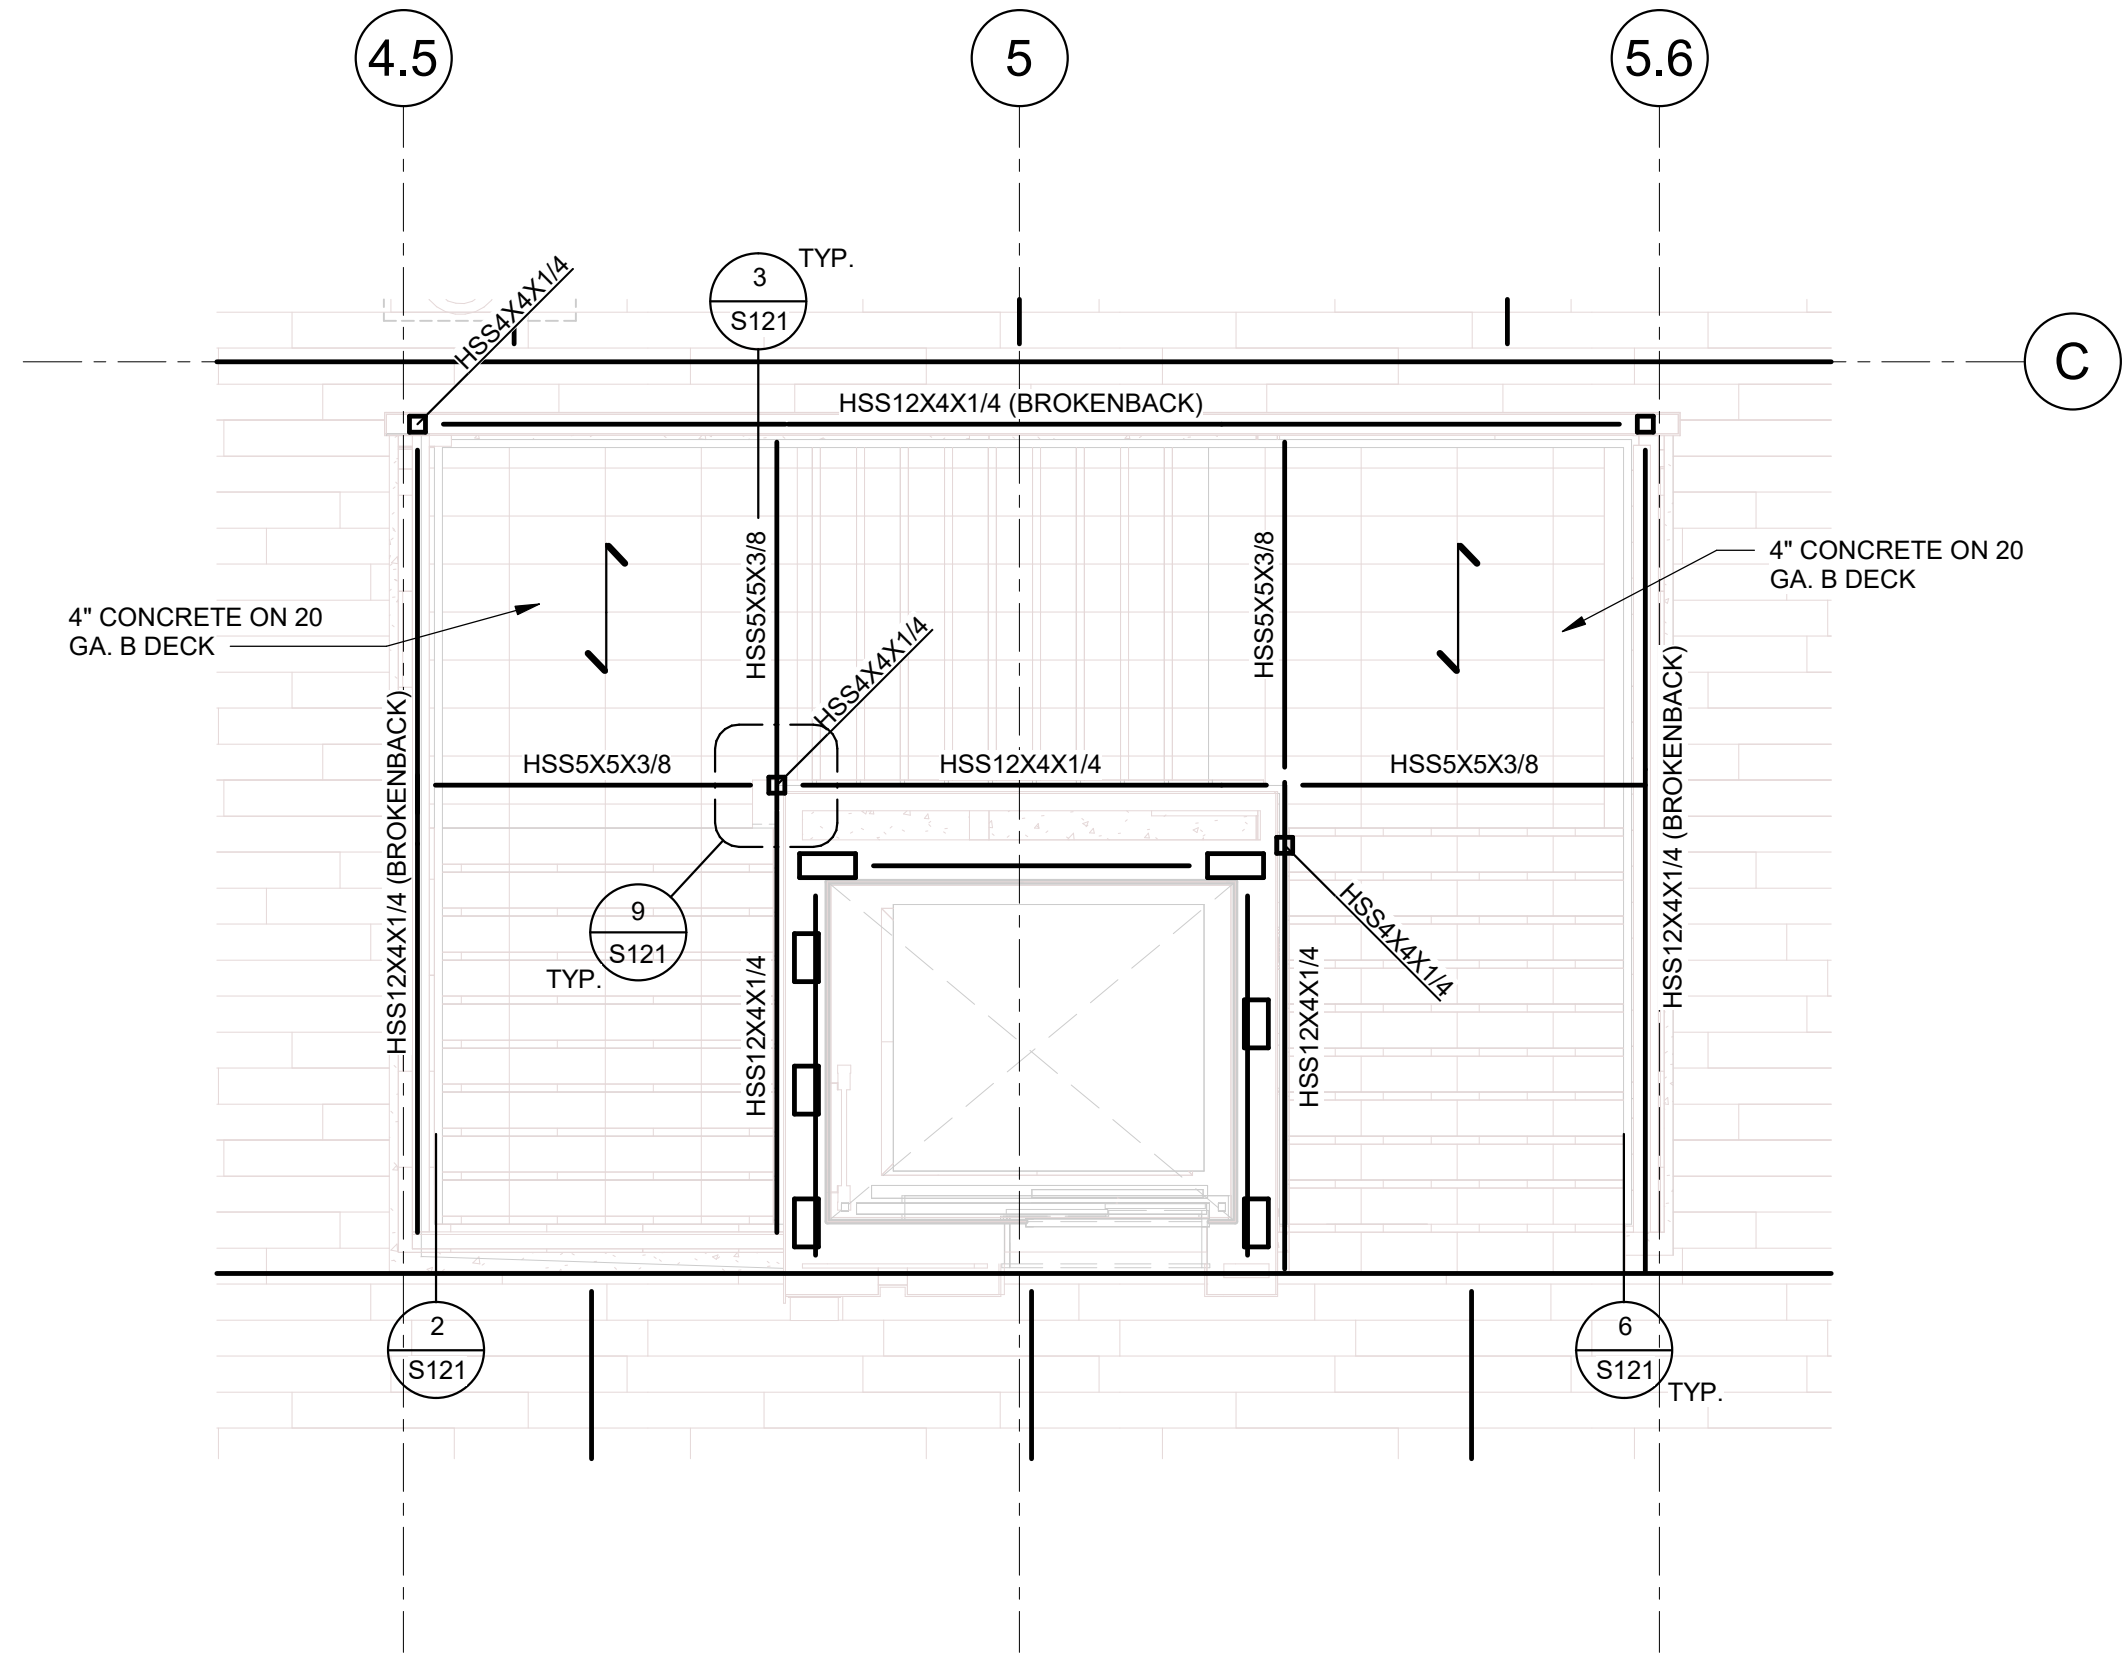 4.5
5
5.6
HSS4X4X1/4
3
S121
TYP.
C
HSS12X4X1/4 (BROKENBACK)
4" CONCRETE ON 20
GA. B DECK
HSS5X5X3/8
HSS5X5X3/8
4" CONCRETE ON 20
GA. B DECK
HSS4X4X1/4
HSS12X4X1/4 (BROKENBACK)
HSS5X5X3/8
HSS12X4X1/4
HSS5X5X3/8
HSS12X4X1/4 (BROKENBACK)
9
S121
TYP.
HSS12X4X1/4
HSS12X4X1/4
HSS4X4X1/4
2
S121
6
S121
TYP.